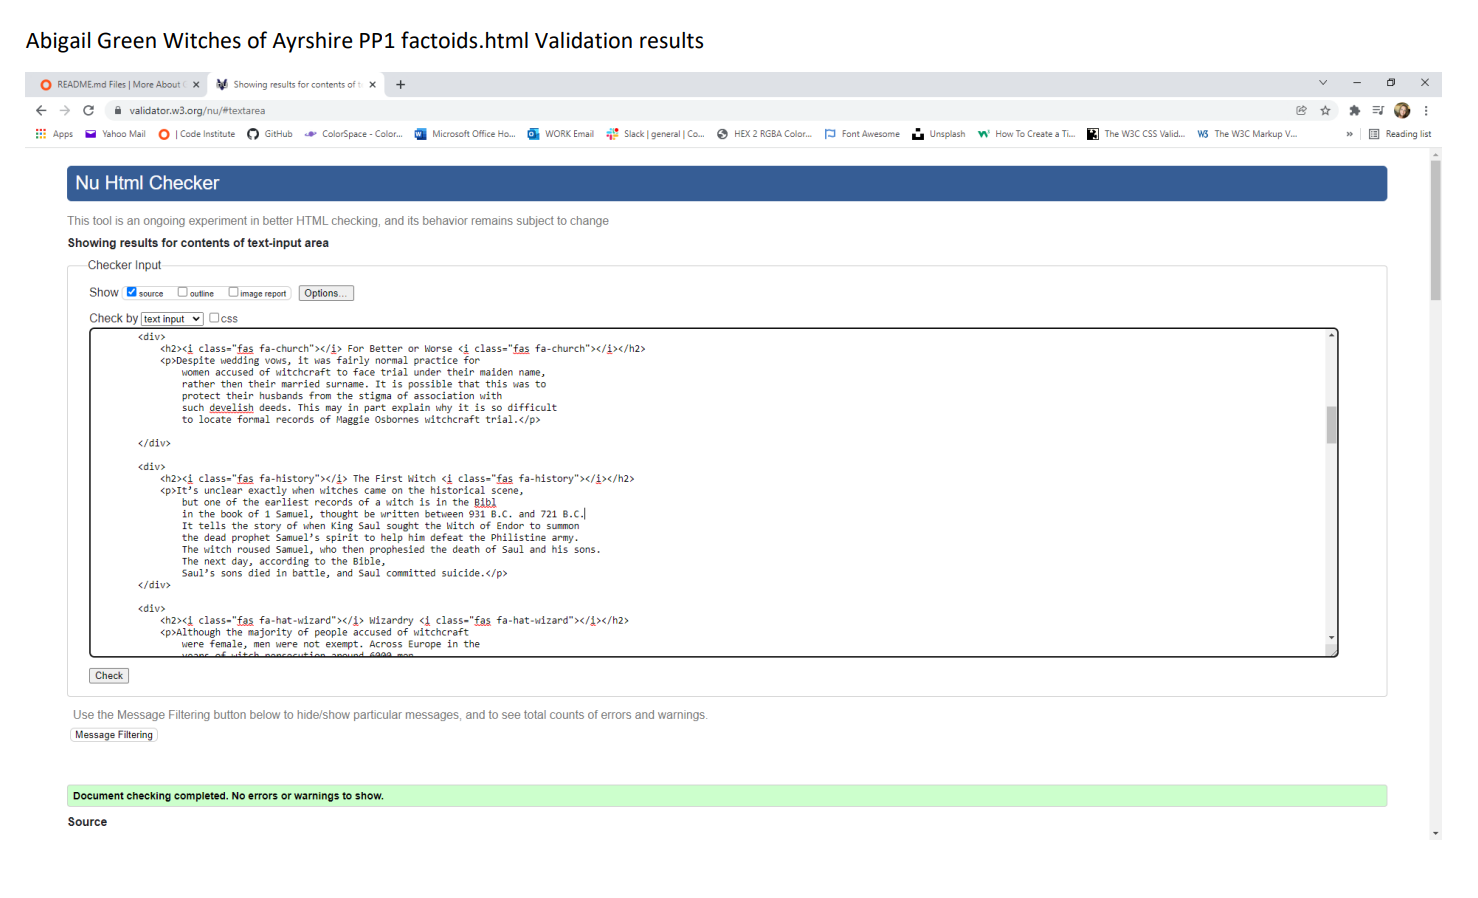 Abigail Green Witches of Ayrshire PP1 factoids.html Validation results
README.md Files | More About
Showing results for contents of t
validator.w3.org/nu/#textarea
Apps Yahoo Mail | Code Institute GitHub ColorSpace - Color... Microsoft Office Ho... WORK Email Slack | general | Co... HEX 2 RGBA Color... Font Awesome Unsplash How To Create a Ti... The W3C CSS Valid... The W3C Markup V... » Reading list
Nu Html Checker
This tool is an ongoing experiment in better HTML checking, and its behavior remains subject to change
Showing results for contents of text-input area
Checker Input
Show source outline image report Options...
Check by text input css
<div>
<h2><i class="fas fa-church"></i> For Better or Worse <i class="fas fa-church"></i></h2>
<p>Despite wedding vows, it was fairly normal practice for
women accused of witchcraft to face trial under their maiden name,
rather then their married surname. It is possible that this was to
protect their husbands from the stigma of association with
such develish deeds. This may in part explain why it is so difficult
to locate formal records of Maggie Osbornes witchcraft trial.</p>
</div>
<div>
<h2><i class="fas fa-history"></i> The First Witch <i class="fas fa-history"></i></h2>
<p>It's unclear exactly when witches came on the historical scene,
but one of the earliest records of a witch is in the Bibl
in the book of 1 Samuel, thought be written between 931 B.C. and 721 B.C.
It tells the story of when King Saul sought the Witch of Endor to summon
the dead prophet Samuel's spirit to help him defeat the Philistine army.
The witch roused Samuel, who then prophesied the death of Saul and his sons.
The next day, according to the Bible,
Saul's sons died in battle, and Saul committed suicide.</p>
</div>
<div>
<h2><i class="fas fa-hat-wizard"></i> Wizardry <i class="fas fa-hat-wizard"></i></h2>
<p>Although the majority of people accused of witchcraft
were female, men were not exempt. Across Europe in the
years of witch persecution around 6000 men
Check
Use the Message Filtering button below to hide/show particular messages, and to see total counts of errors and warnings.
Message Filtering
Document checking completed. No errors or warnings to show.
Source